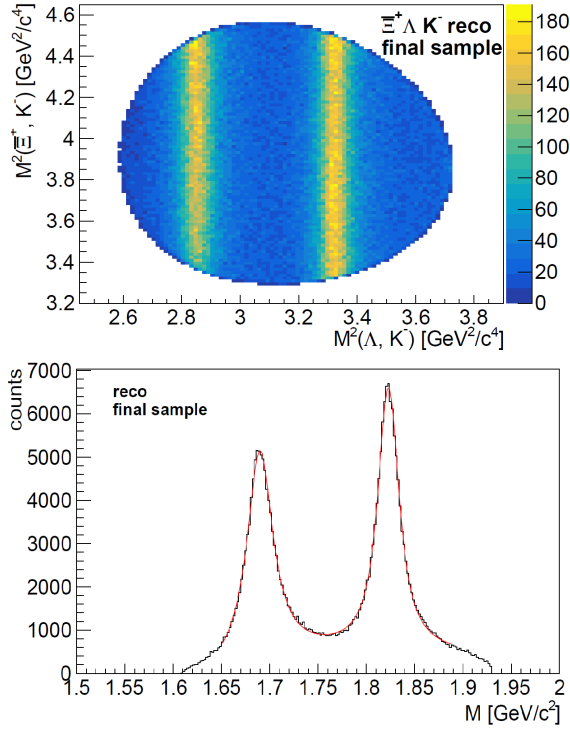 Ξ̅⁺ Λ K⁻ reco
final sample
M²(Ξ̅⁺, K⁻) [GeV²/c⁴]
4.6
4.4
4.2
4
3.8
3.6
3.4
3.2
2.6 2.8 3 3.2 3.4 3.6 3.8
M²(Λ, K⁻) [GeV²/c⁴]
180
160
140
120
100
80
60
40
20
0
counts
7000
6000
5000
4000
3000
2000
1000
0
reco
final sample
1.5 1.55 1.6 1.65 1.7 1.75 1.8 1.85 1.9 1.95 2
M [GeV/c²]